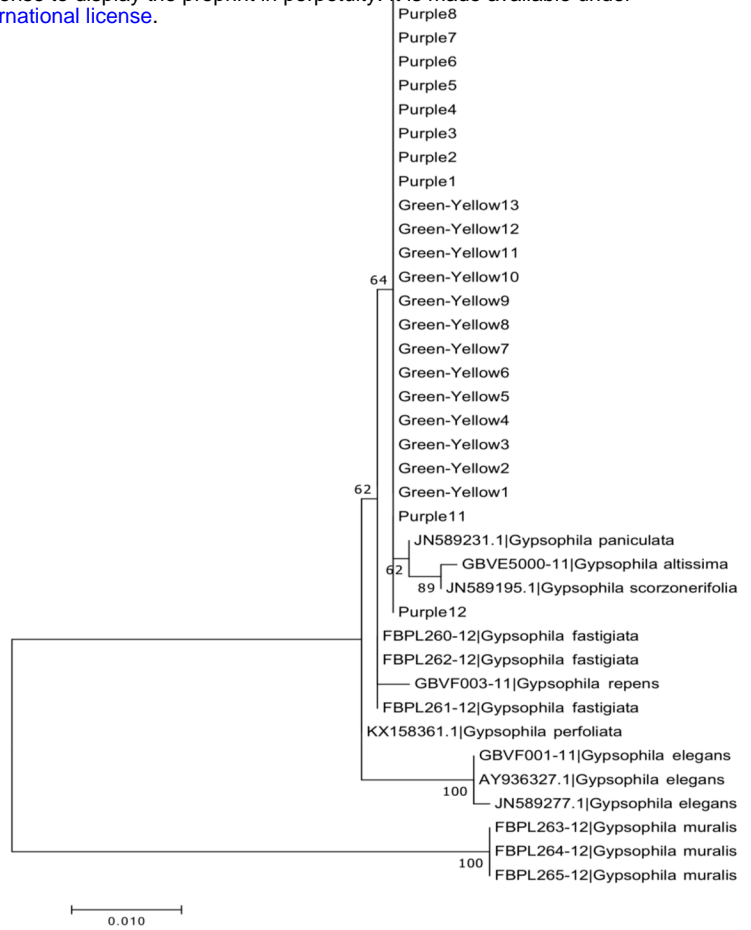 rnational license.
Purple8
Purple7
Purple6
Purple5
Purple4
Purple3
Purple2
Purple1
Green-Yellow13
Green-Yellow12
Green-Yellow11
64
Green-Yellow10
Green-Yellow9
Green-Yellow8
Green-Yellow7
Green-Yellow6
Green-Yellow5
Green-Yellow4
Green-Yellow3
Green-Yellow2
62
Green-Yellow1
Purple11
JN589231.1|Gypsophila paniculata
GBVE5000-11|Gypsophila altissima
62
89
JN589195.1|Gypsophila scorzonerifolia
Purple12
FBPL260-12|Gypsophila fastigiata
FBPL262-12|Gypsophila fastigiata
GBVF003-11|Gypsophila repens
FBPL261-12|Gypsophila fastigiata
KX158361.1|Gypsophila perfoliata
GBVF001-11|Gypsophila elegans
AY936327.1|Gypsophila elegans
100
JN589277.1|Gypsophila elegans
FBPL263-12|Gypsophila muralis
FBPL264-12|Gypsophila muralis
100
FBPL265-12|Gypsophila muralis
0.010